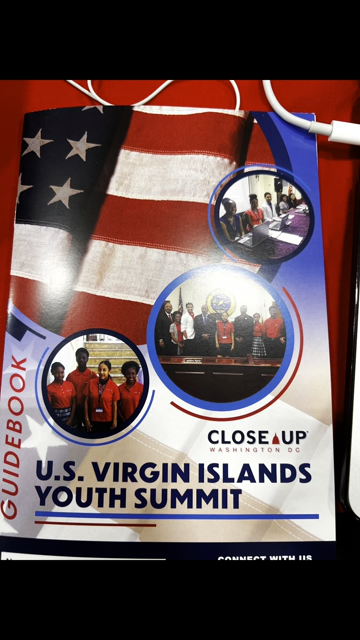 GUIDEBOOK
CLOSE UP
WASHINGTON DC
U.S. VIRGIN ISLANDS
YOUTH SUMMIT
CONNECT WITH US